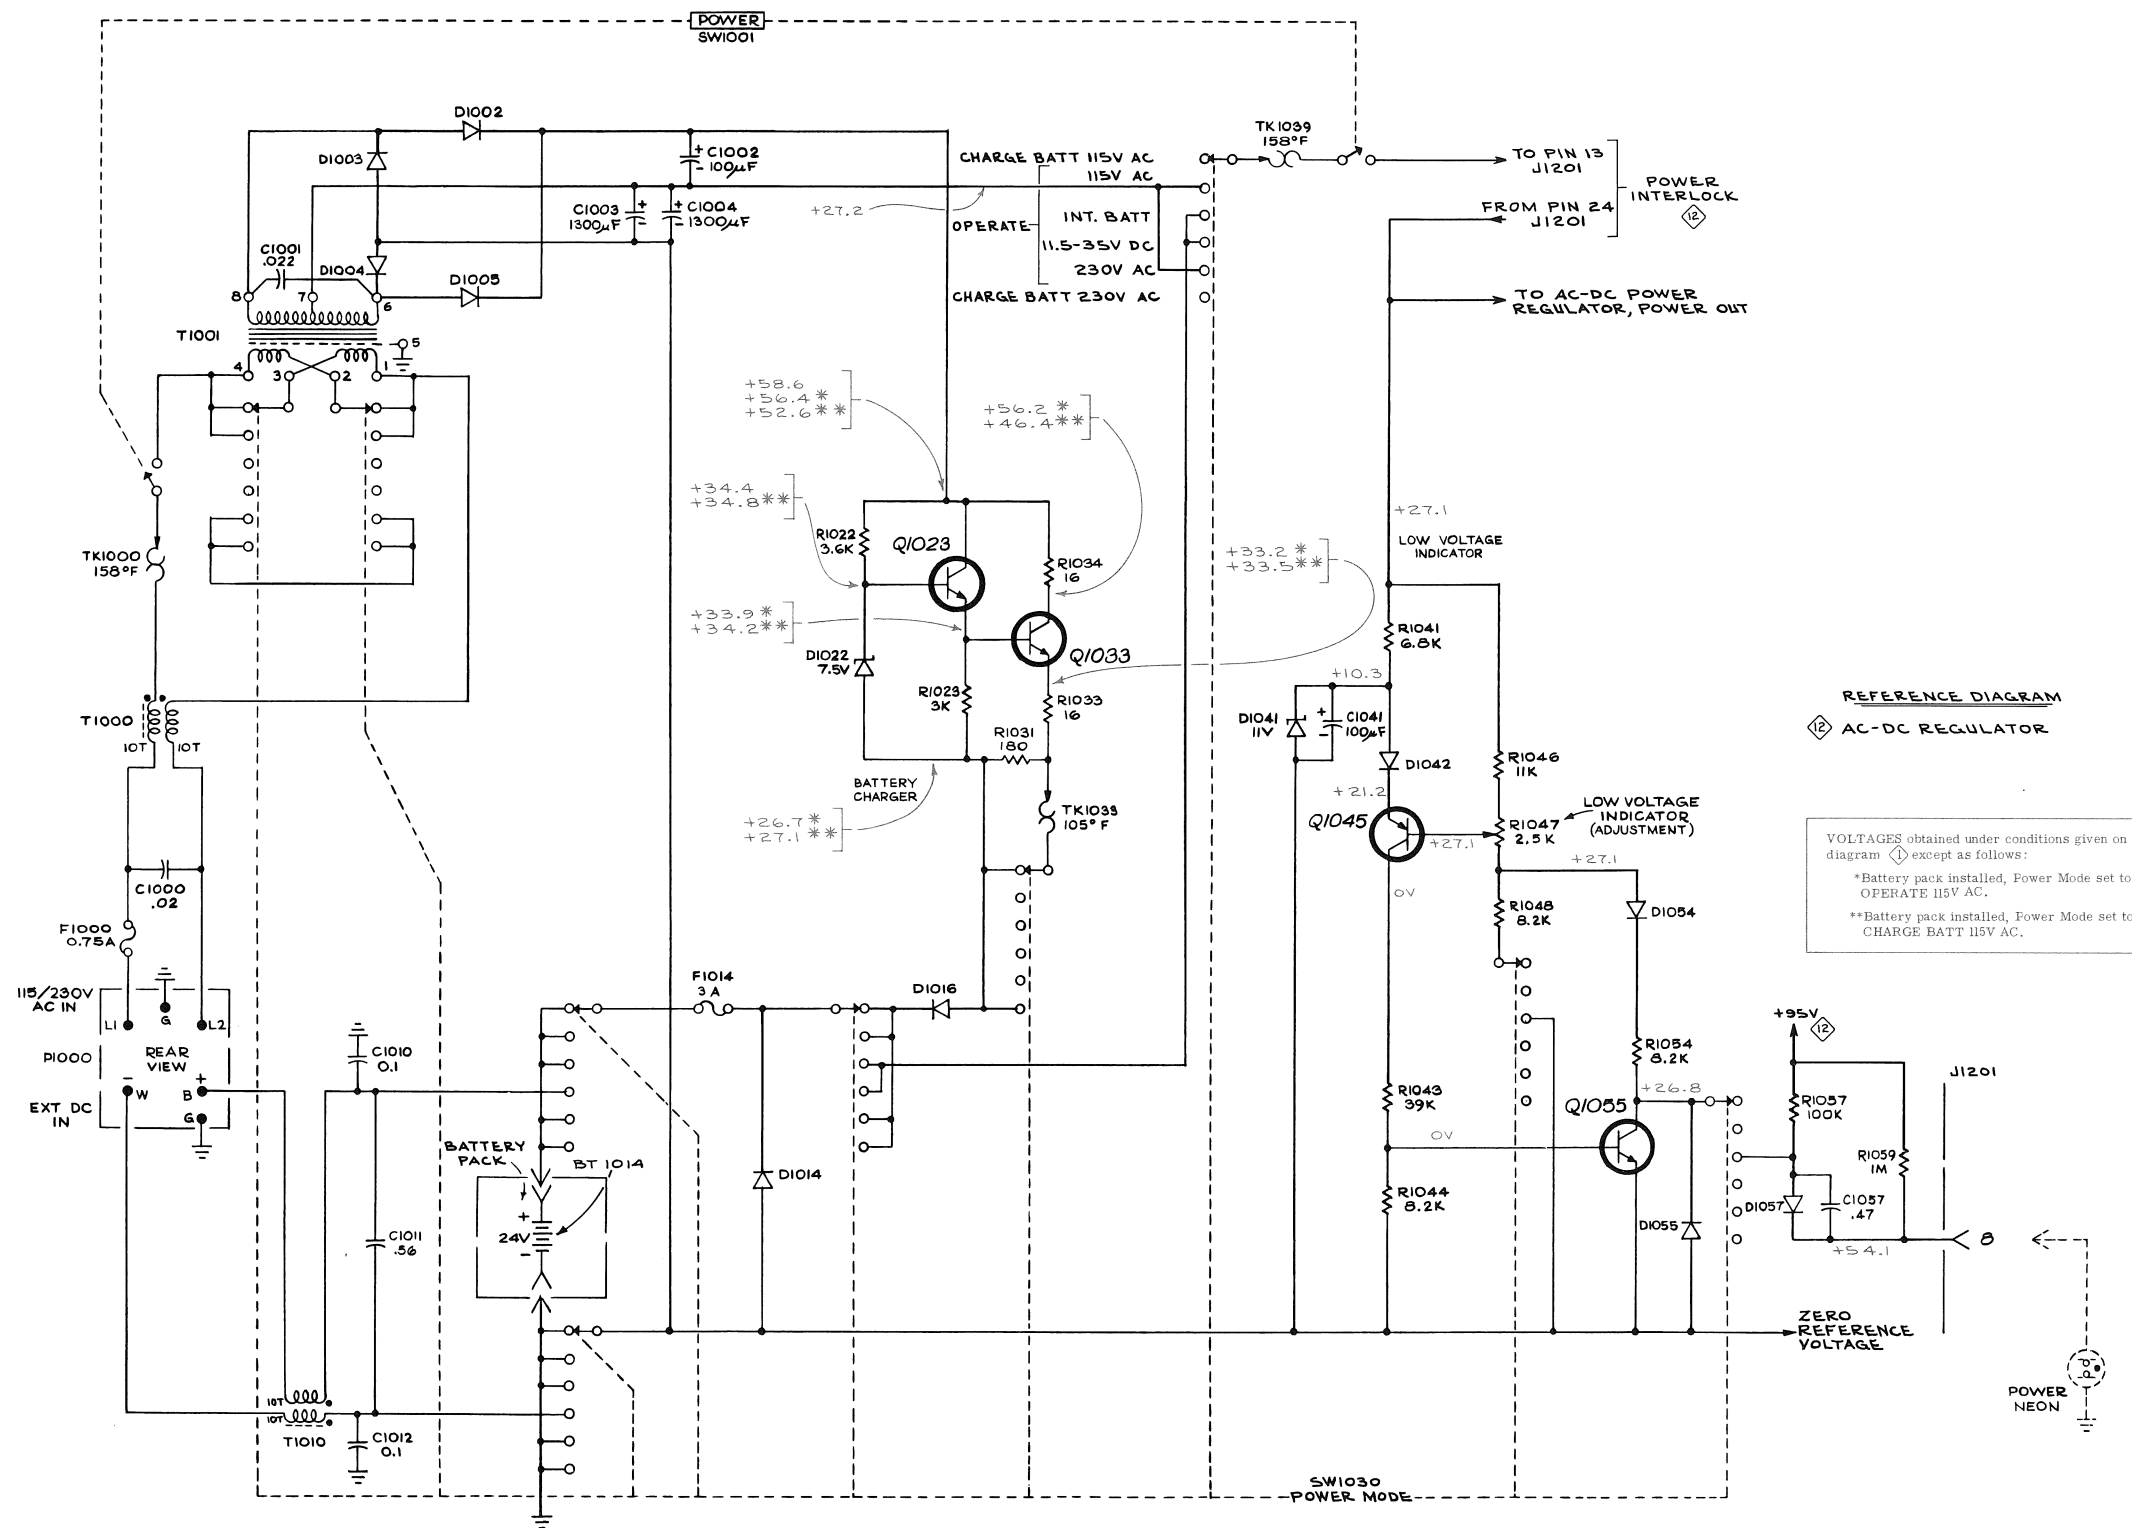 POWER
SW1001
D1002
D1003
C1002
100µF
C1003
1300µF
C1004
1300µF
+27.2
CHARGE BATT 115V AC
115V AC
OPERATE
INT. BATT
11.5-35V DC
230V AC
CHARGE BATT 230V AC
TK1039
158°F
TO PIN 13
J1201
FROM PIN 24
J1201
POWER
INTERLOCK
12
TO AC-DC POWER
REGULATOR, POWER OUT
C1001
.022
D1004
D1005
8
7
6
T1001
5
4
3
2
1
+58.6
+56.4*
+52.6**
+56.2*
+46.4**
+34.4
+34.8**
R1022
3.6K
Q1023
R1034
16
+33.9*
+34.2**
D1022
7.5V
Q1033
R1023
3K
R1033
16
R1031
180
BATTERY
CHARGER
+26.7*
+27.1**
TK1033
105°F
+33.2*
+33.5**
+27.1
LOW VOLTAGE
INDICATOR
R1041
6.8K
+10.3
D1041
11V
+
-
C1041
100µF
D1042
+21.2
Q1045
+27.1
R1046
11K
R1047
2.5K
LOW VOLTAGE
INDICATOR
(ADJUSTMENT)
+27.1
0V
R1048
8.2K
D1054
REFERENCE DIAGRAM
12 AC-DC REGULATOR
VOLTAGES obtained under conditions given on
diagram 1 except as follows:
*Battery pack installed, Power Mode set to
OPERATE 115V AC.
**Battery pack installed, Power Mode set to
CHARGE BATT 115V AC.
TK1000
158°F
T1000
10T 10T
C1000
.02
F1000
0.75A
115/230V
AC IN
L1
G
L2
P1000
REAR
VIEW
-
W
+
B
G
EXT DC
IN
C1010
0.1
C1011
.56
C1012
0.1
10T
10T
T1010
BATTERY
PACK
BT 1014
+
24V
-
F1014
3 A
D1014
D1016
R1043
39K
0V
R1044
8.2K
R1054
8.2K
+26.8
Q1055
D1055
+95V 12
R1057
100K
R1059
1M
D1057
C1057
.47
+54.1
J1201
8
ZERO
REFERENCE
VOLTAGE
POWER
NEON
SW1030
POWER MODE